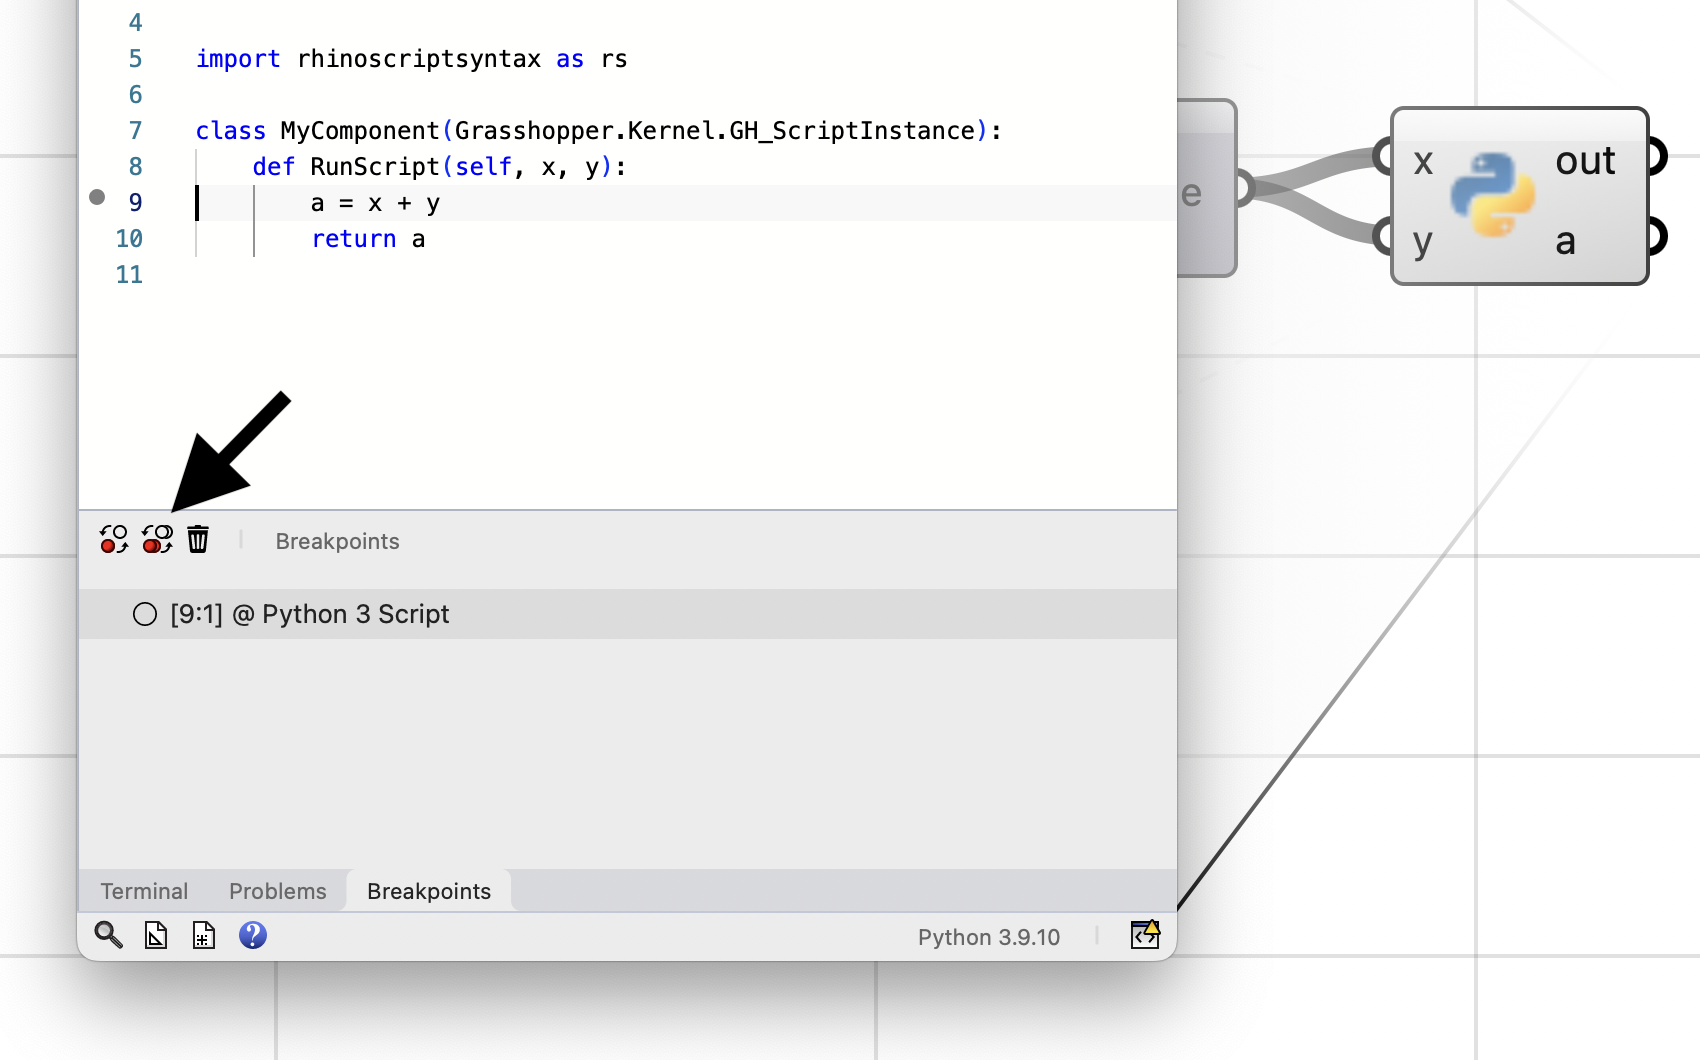 4
5 import rhinoscriptsyntax as rs
6
7 class MyComponent(Grasshopper.Kernel.GH_ScriptInstance):
8 def RunScript(self, x, y):
9 a = x + y
10 return a
11
e
x out
y a
Breakpoints
[9:1] @ Python 3 Script
Terminal Problems Breakpoints
? Python 3.9.10